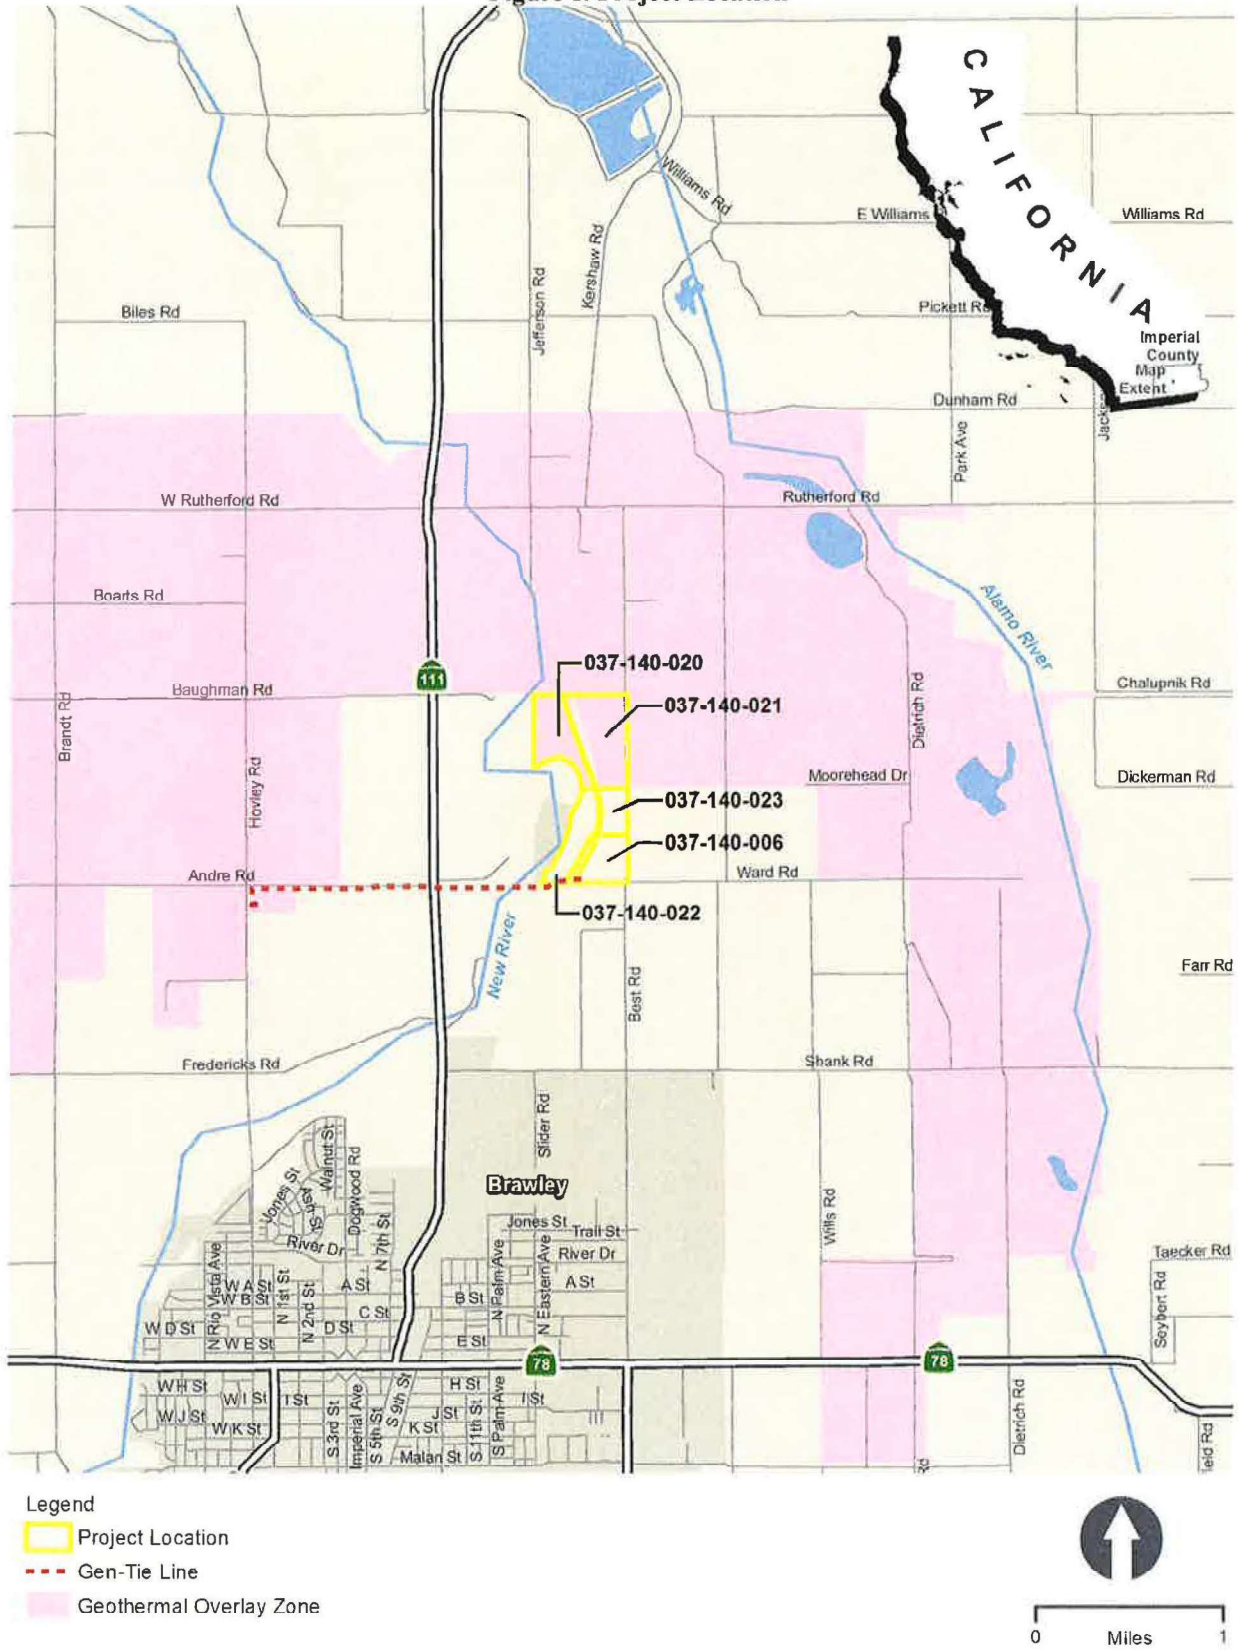 CALIFORNIA
Williams Rd
E Williams
Williams Rd
Kershaw Rd
Jefferson Rd
Biles Rd
Pickett Rd
Imperial
County
Map
Extent
Dunham Rd
Park Ave
W Rutherford Rd
Rutherford Rd
Boarts Rd
Alamo River
037-140-020
111
Baughman Rd
037-140-021
Chalupnik Rd
Brandt Rd
Dietrich Rd
Hovley Rd
Moorehead Dr
Dickerman Rd
037-140-023
037-140-006
Andre Rd
Ward Rd
037-140-022
New River
Best Rd
Farr Rd
Fredericks Rd
Shank Rd
Slider Rd
Walnut St
Dogwood Rd
Jones St
Brawley
N 7th St
Wills Rd
Jones St
Trail St
River Dr
River Dr
Taecker Rd
N Rio Vista Ave
N Palm Ave
N Eastern Ave
Seybert Rd
W A St
A St
A St
W B St
N 1st St
N 2nd St
B St
C St
W D St
D St
W E St
E St
78
78
W H St
H St
W I St
I St
I St
W J St
J St
W K St
K St
S 3rd St
Imperial Ave
S 5th St
S 9th St
S 11th St
S Palm Ave
Malan St
Dietrich Rd
Rd
Legend
Project Location
Gen-Tie Line
Geothermal Overlay Zone
0 Miles 1